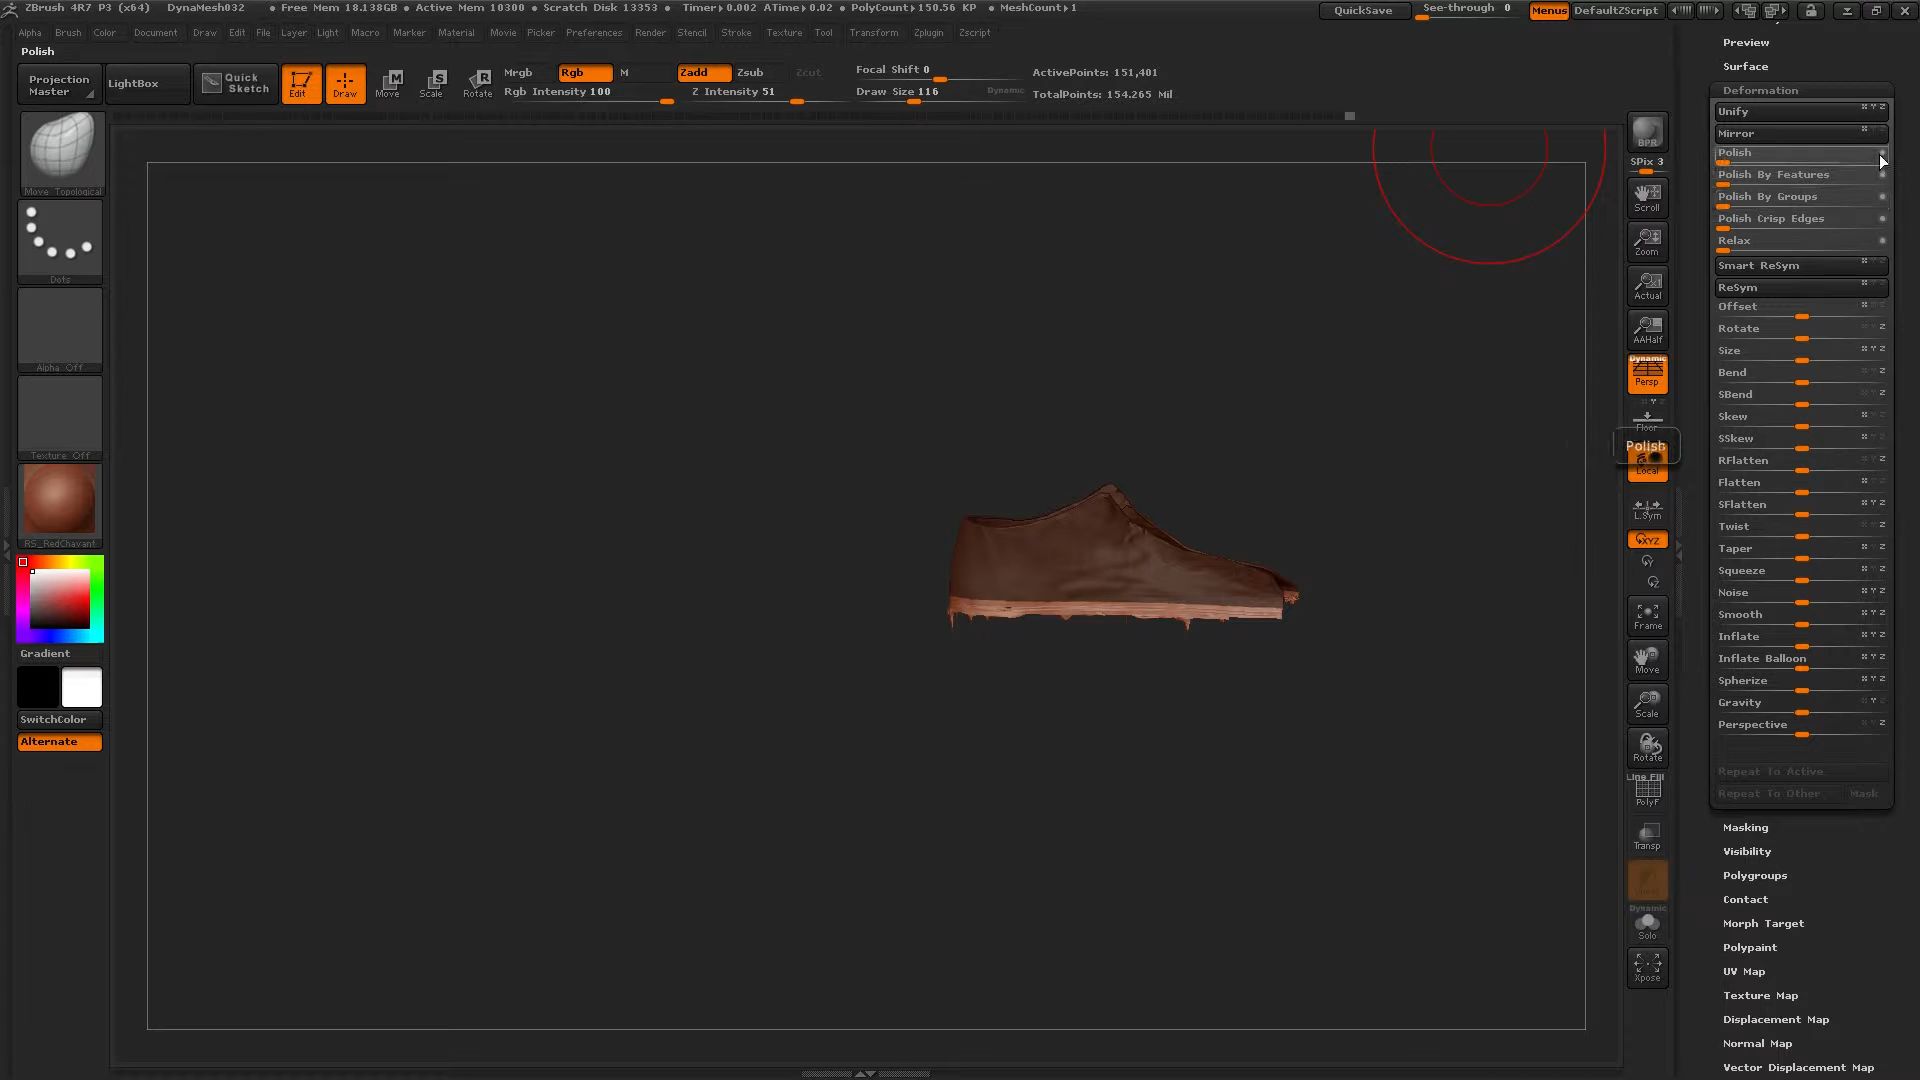 ZBrush 4R7 P3 (x64) DynaMesh032 ● Free Mem 18.138GB ● Active Mem 10300 ● Scratch Disk 13353 ● Timer▸0.002 ATime▸0.02 ● PolyCount▸150.56 KP ● MeshCount▸1 QuickSave See-through 0 Menus DefaultZScript
Alpha Brush Color Document Draw Edit File Layer Light Macro Marker Material Movie Picker Preferences Render Stencil Stroke Texture Tool Transform Zplugin Zscript
Polish
Projection Master
LightBox
Quick Sketch
Edit
Draw
Move
Scale
Rotate
Mrgb Rgb M
Rgb Intensity 100
Zadd Zsub Zcut
Z Intensity 51
Focal Shift 0
Draw Size 116 Dynamic
ActivePoints: 151,401
TotalPoints: 154.265 Mil
Move Topological
Dots
Alpha Off
Texture Off
RS_RedChavant
Gradient
SwitchColor
Alternate
BPR
SPix 3
Scroll
Zoom
Actual
AAHalf
Dynamic
Persp
Floor
Polish
Local
L.Sym
XYZ
Frame
Move
Scale
Rotate
Line Fill
PolyF
Transp
Dynamic
Solo
Xpose
Preview
Surface
Deformation
Unify
Mirror
Polish
Polish By Features
Polish By Groups
Polish Crisp Edges
Relax
Smart ReSym
ReSym
Offset
Rotate
Size
Bend
SBend
Skew
SSkew
RFlatten
Flatten
SFlatten
Twist
Taper
Squeeze
Noise
Smooth
Inflate
Inflate Balloon
Spherize
Gravity
Perspective
Repeat To Active
Repeat To Other Mask
Masking
Visibility
Polygroups
Contact
Morph Target
Polypaint
UV Map
Texture Map
Displacement Map
Normal Map
Vector Displacement Map